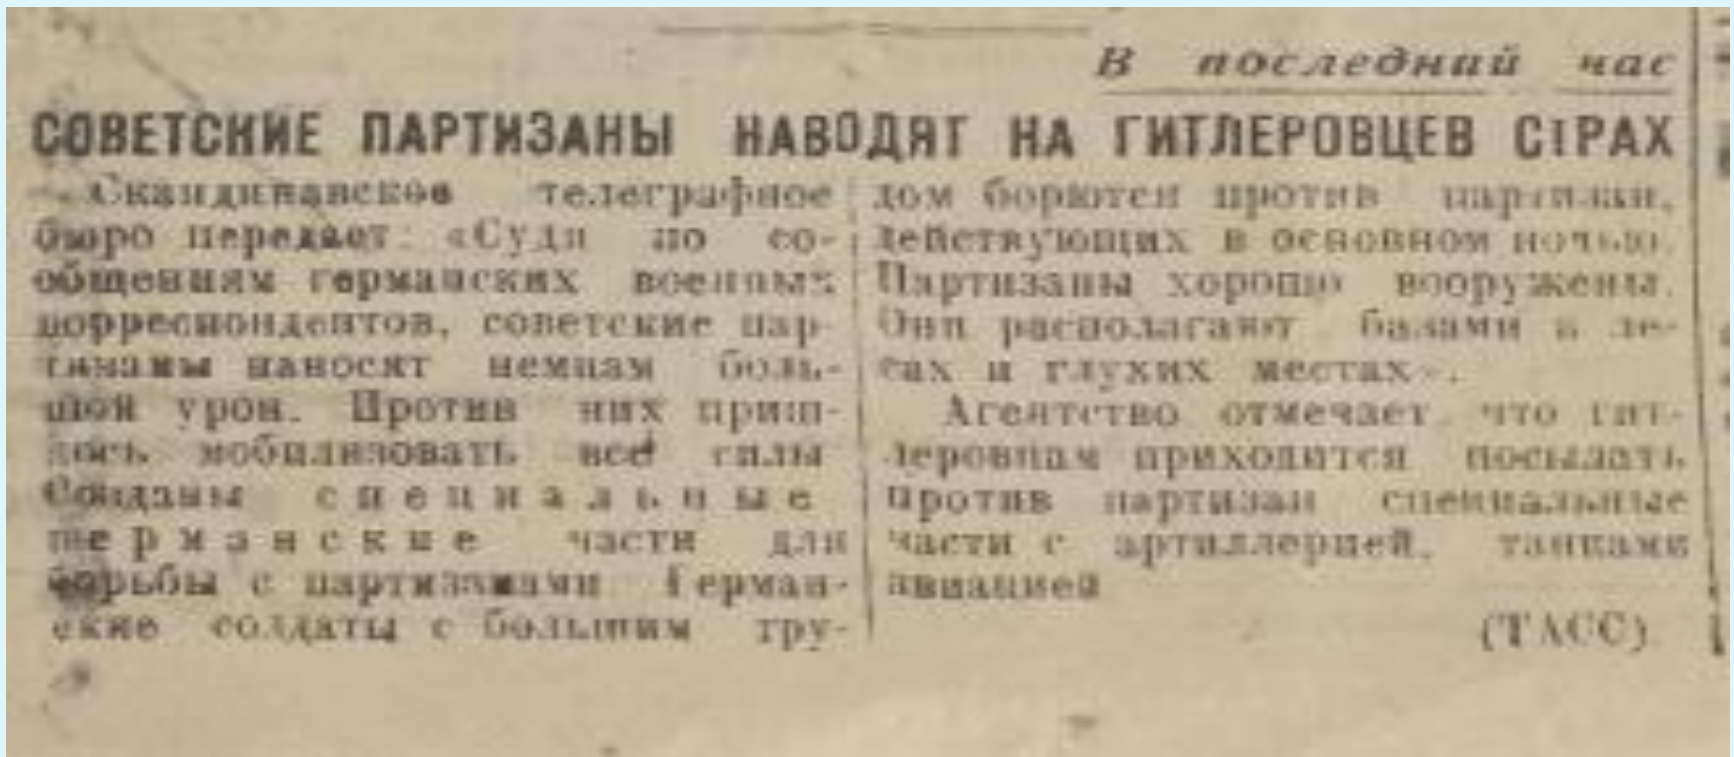 В последний час
СОВЕТСКИЕ ПАРТИЗАНЫ НАВОДЯТ НА ГИТЛЕРОВЦЕВ СТРАХ
Скандинавское телеграфное
бюро передает: «Судя по со-
общениям германских военных
корреспондентов, советские пар-
тизаны наносят немцам боль-
шой урон. Против них приш-
лось мобилизовать все силы
Созданы специальные
германские части для
борьбы с партизанами Герман-
ские солдаты с большим тру-
дом борются против партизан,
действующих в основном ночью.
Партизаны хорошо вооружены.
Они располагают базами в ле-
сах и глухих местах».
Агентство отмечает, что гит-
леровцам приходится посылать
против партизан специальные
части с артиллерией, танками
авиацией
(ТАСС)